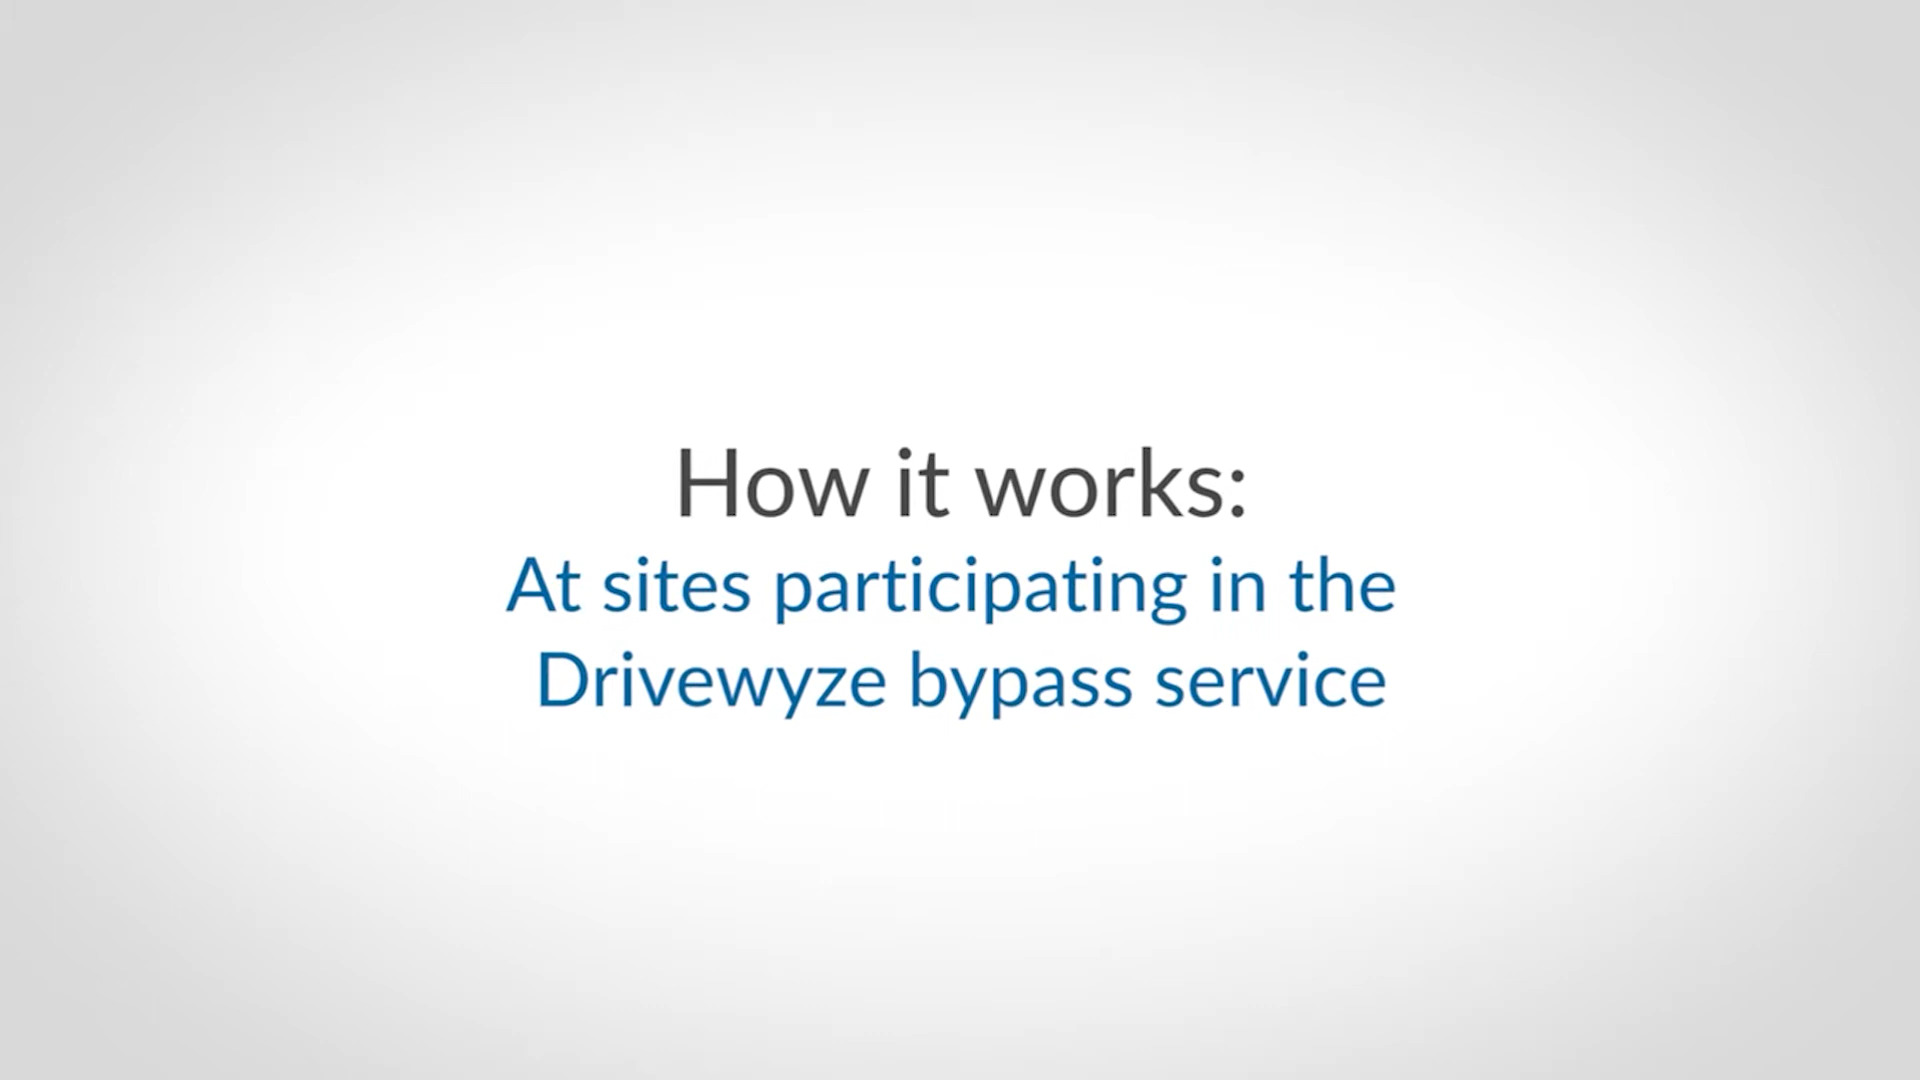 How it works:
At sites participating in the
Drivewyze bypass service